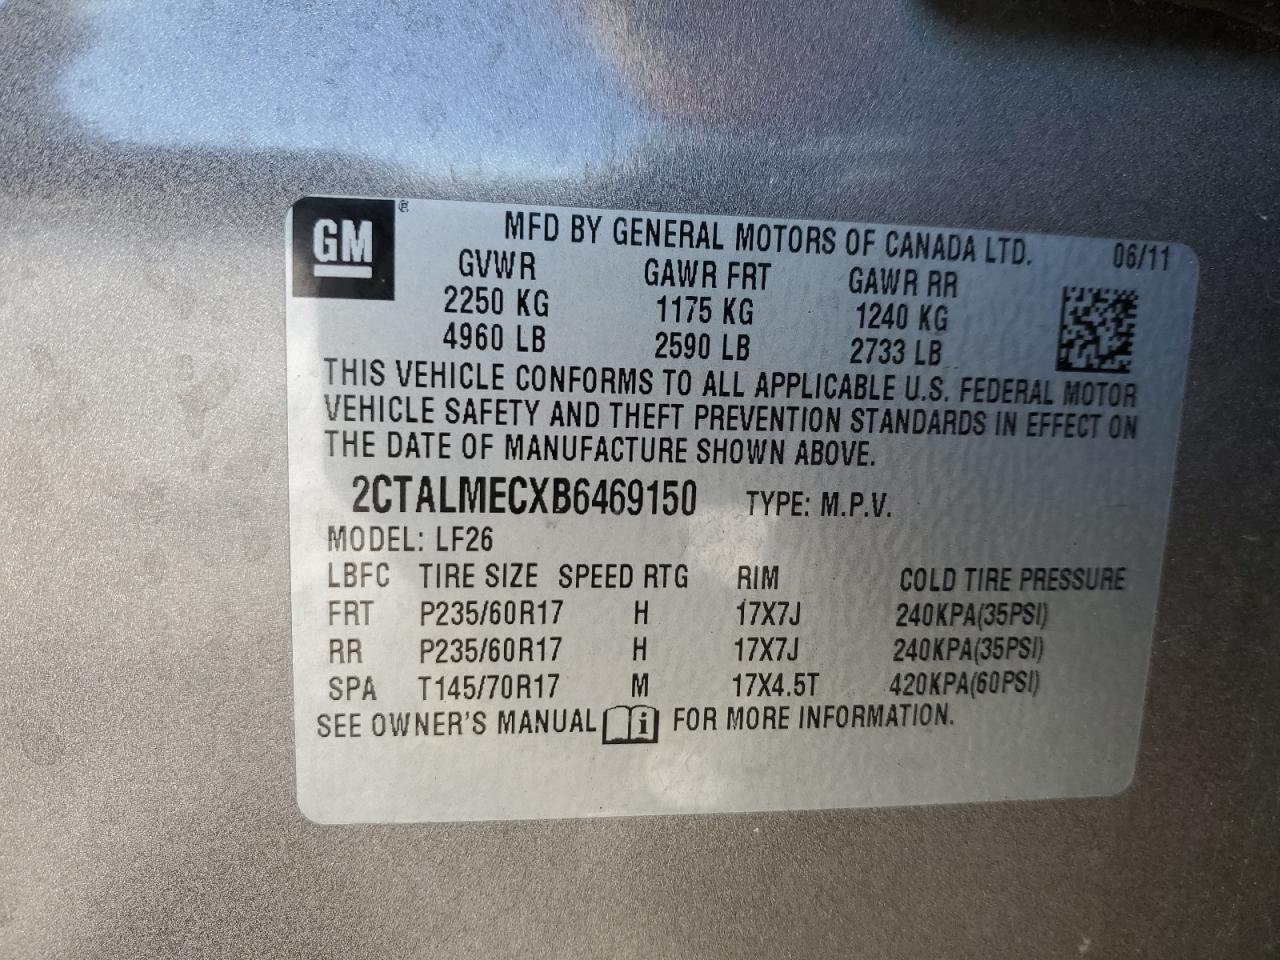 GM ® MFD BY GENERAL MOTORS OF CANADA LTD. 06/11
GVWR GAWR FRT GAWR RR
2250 KG 1175 KG 1240 KG
4960 LB 2590 LB 2733 LB
THIS VEHICLE CONFORMS TO ALL APPLICABLE U.S. FEDERAL MOTOR
VEHICLE SAFETY AND THEFT PREVENTION STANDARDS IN EFFECT ON
THE DATE OF MANUFACTURE SHOWN ABOVE.
2CTALMECXB6469150 TYPE: M.P.V.
MODEL: LF26
LBFC TIRE SIZE SPEED RTG RIM COLD TIRE PRESSURE
FRT P235/60R17 H 17X7J 240KPA(35PSI)
RR P235/60R17 H 17X7J 240KPA(35PSI)
SPA T145/70R17 M 17X4.5T 420KPA(60PSI)
SEE OWNER'S MANUAL i FOR MORE INFORMATION.